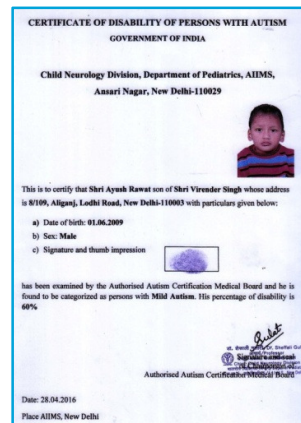 CERTIFICATE OF DISABILITY OF PERSONS WITH AUTISM
GOVERNMENT OF INDIA
Child Neurology Division, Department of Pediatrics, AIIMS,
Ansari Nagar, New Delhi-110029
This is to certify that Shri Ayush Rawat son of Shri Virender Singh whose address
is 8/109, Aliganj, Lodhi Road, New Delhi-110003 with particulars given below:
a) Date of birth: 01.06.2009
b) Sex: Male
c) Signature and thumb impression
has been examined by the Authorised Autism Certification Medical Board and he is
found to be categorized as persons with Mild Autism. His percentage of disability is
60%
Signature and seal
Authorised Autism Certification Medical Board
Date: 28.04.2016
Place AIIMS, New Delhi